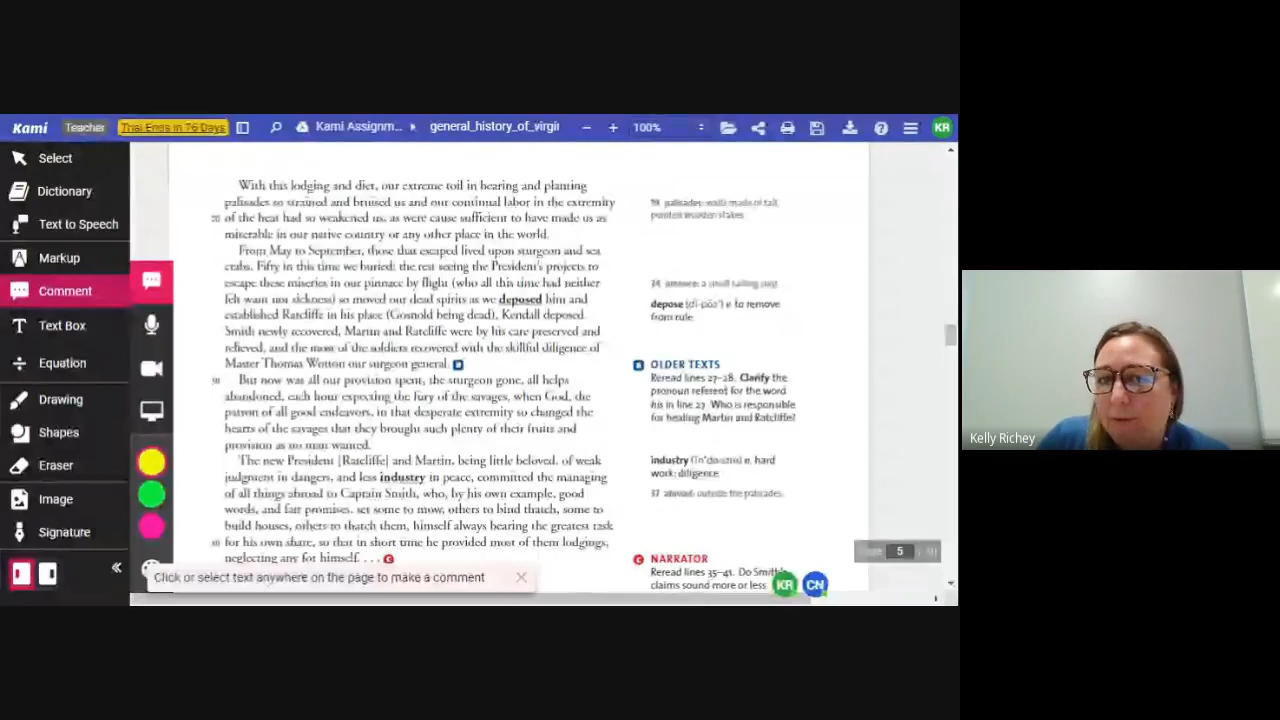 Kami Teacher Trial Ends in 76 Days Kami Assignm... general_history_of_virgin 100% KR
Select
Dictionary
Text to Speech
Markup
Comment
Text Box
Equation
Drawing
Shapes
Eraser
Image
Signature
With this lodging and diet, our extreme toil in bearing and planting
palisades so strained and bruised us and our continual labor in the extremity
20 of the heat had so weakened us, as were cause sufficient to have made us as
miserable in our native country or any other place in the world.
From May to September, those that escaped lived upon sturgeon and sea
crabs. Fifty in this time we buried; the rest seeing the President's projects to
escape these miseries in our pinnace by flight (who all this time had neither
felt want nor sickness) so moved our dead spirits as we deposed him and
established Ratcliffe in his place (Gosnold being dead), Kendall deposed.
Smith newly recovered, Martin and Ratcliffe were by his care preserved and
relieved, and the most of the soldiers recovered with the skillful diligence of
Master Thomas Wotton our surgeon general.
30 But now was all our provision spent, the sturgeon gone, all helps
abandoned, each hour expecting the fury of the savages, when God, the
patron of all good endeavors, in that desperate extremity so changed the
hearts of the savages that they brought such plenty of their fruits and
provision as no man wanted.
The new President [Ratcliffe] and Martin, being little beloved, of weak
judgment in dangers, and less industry in peace, committed the managing
of all things abroad to Captain Smith, who, by his own example, good
words, and fair promises, set some to mow, others to bind thatch, some to
build houses, others to thatch them, himself always bearing the greatest task
for his own share, so that in short time he provided most of them lodgings,
neglecting any for himself. . . .
19 palisades: walls made of tall,
pointed wooden stakes
24 pinnace: a small sailing ship
depose e to remove
from rule
OLDER TEXTS
Reread lines 27–28. Clarify the
pronoun referent for the word
his in line 27. Who is responsible
for healing Martin and Ratcliffe?
industry n. hard
work; diligence
37 abroad: outside the palisades.
NARRATOR
Reread lines 35–41. Do Smith's
claims sound more or less
Page 5
KR CN
Click or select text anywhere on the page to make a comment
Kelly Richey